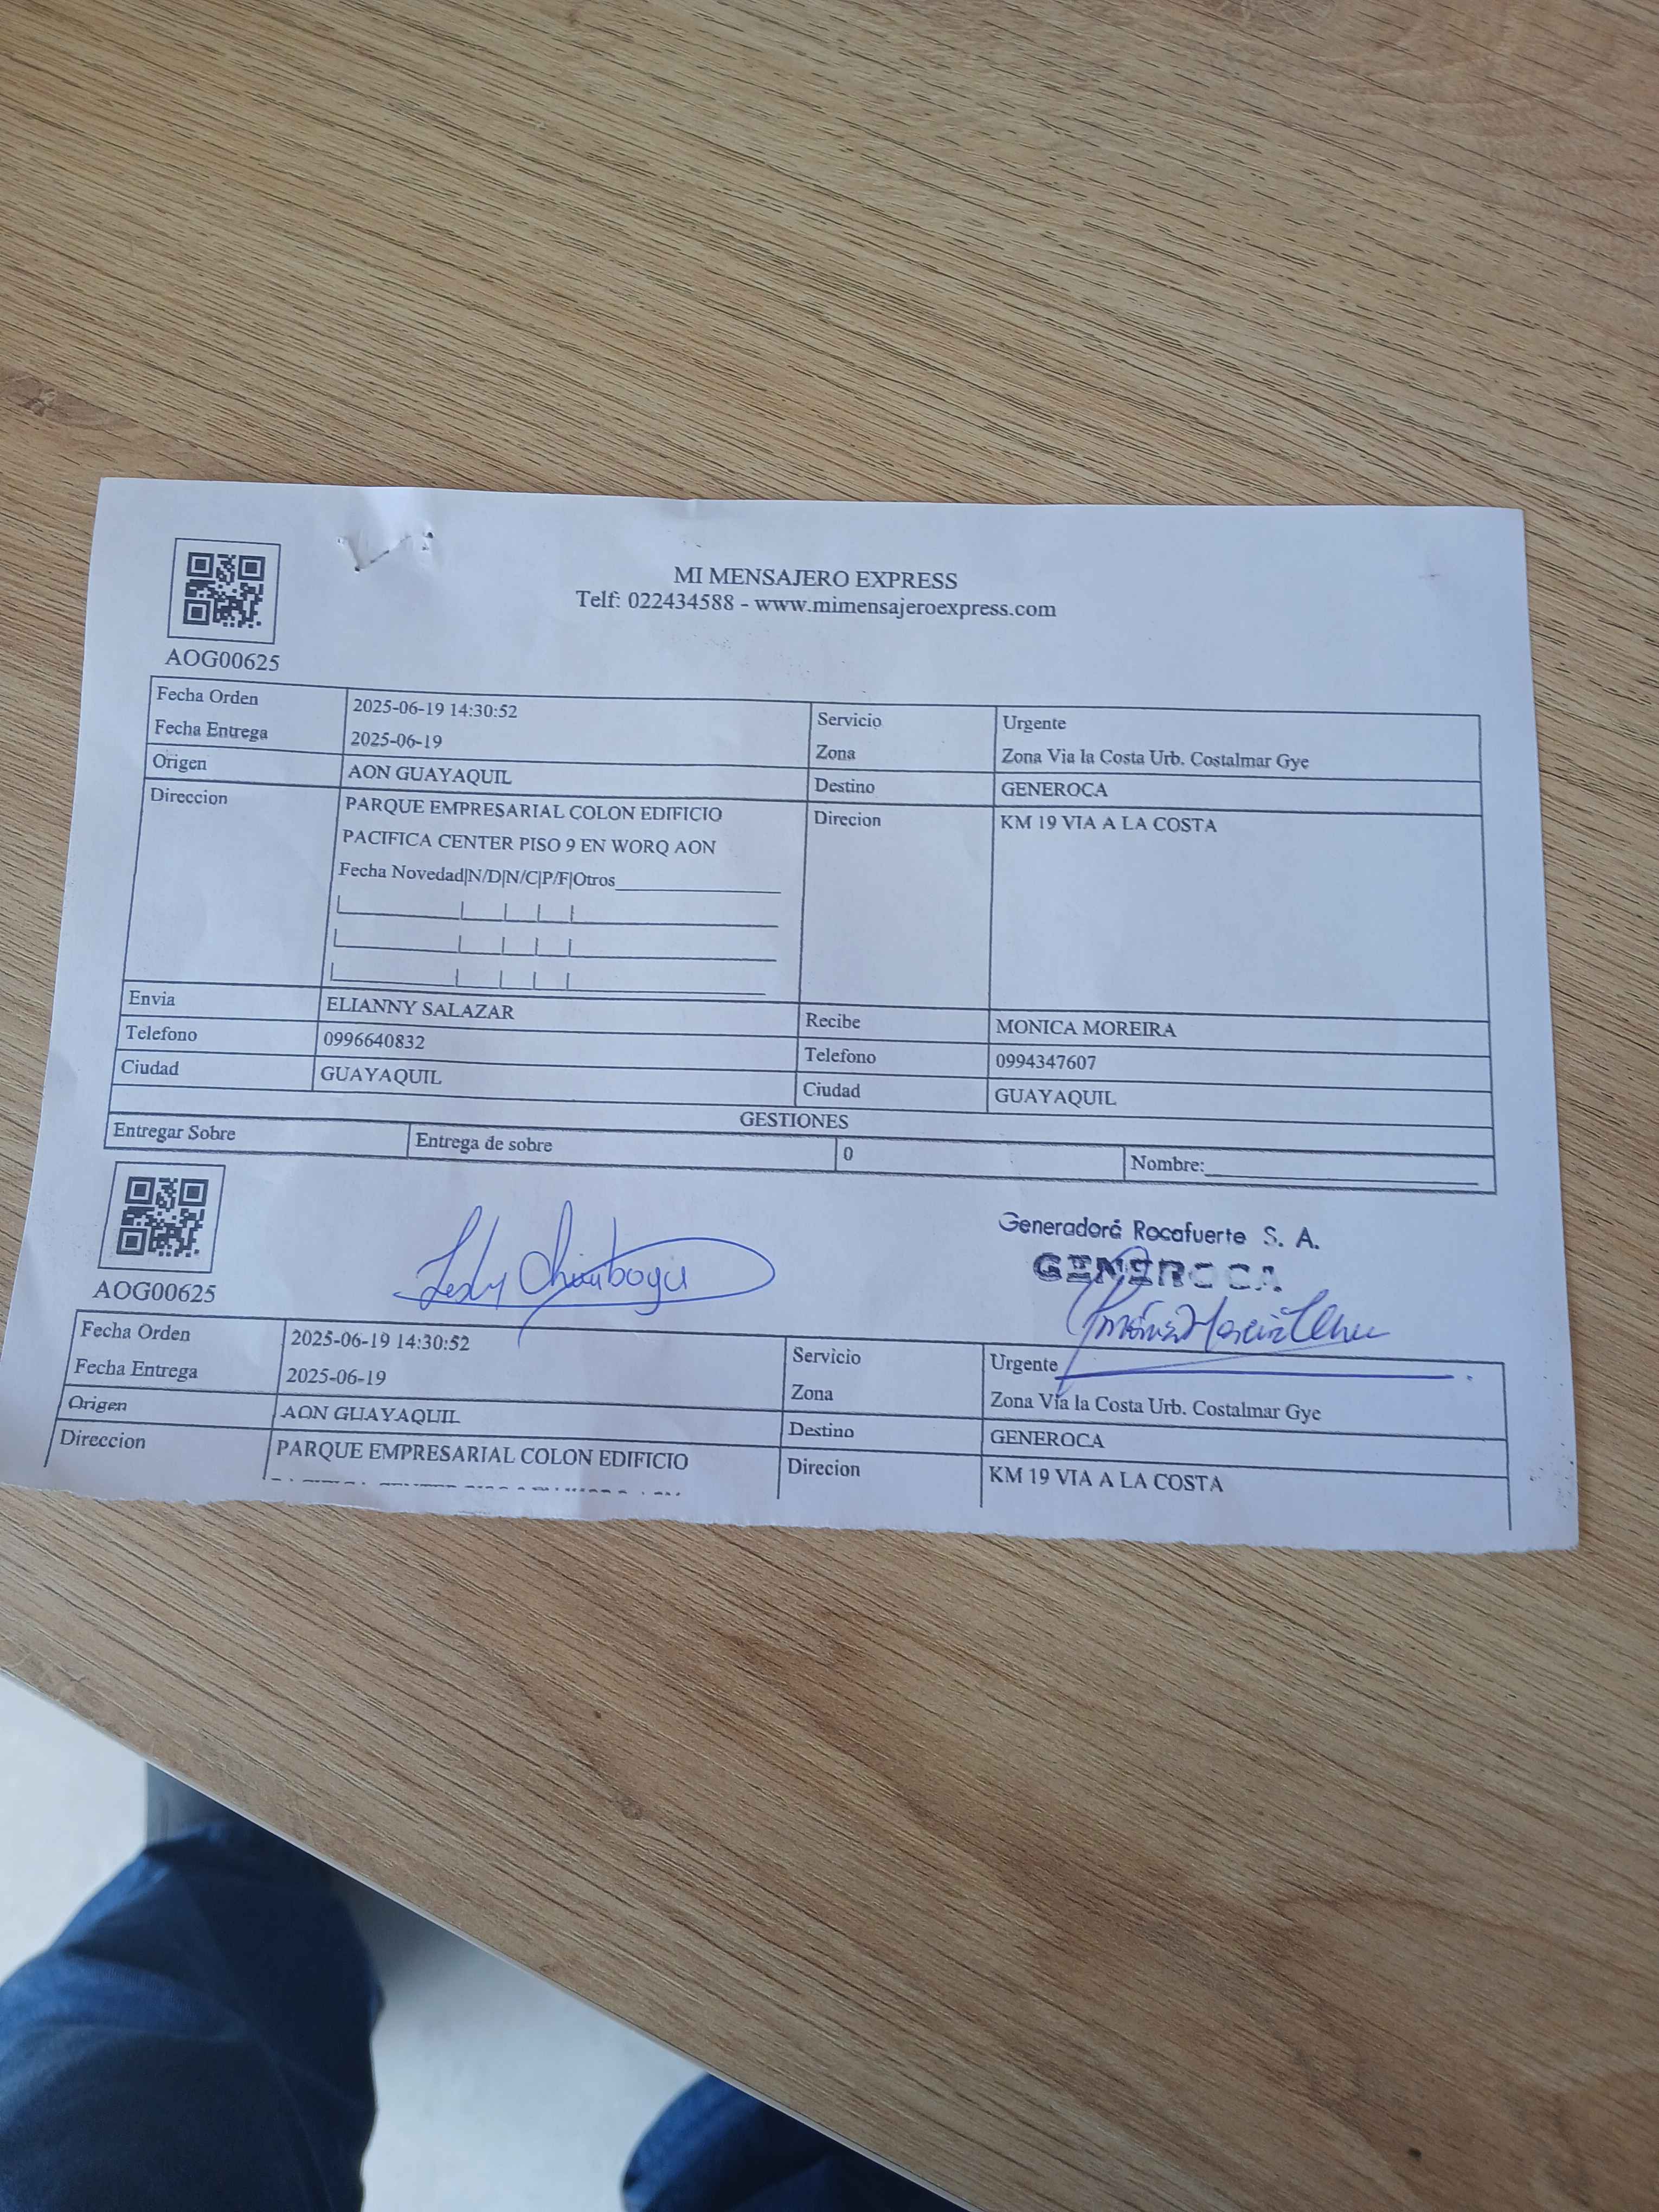 MI MENSAJERO EXPRESS
Telf: 022434588 - www.mimensajeroexpress.com
AOG00625
Fecha Orden 2025-06-19 14:30:52 Servicio Urgente
Fecha Entrega 2025-06-19 Zona Zona Via la Costa Urb. Costalmar Gye
Origen AON GUAYAQUIL Destino GENEROCA
Direccion PARQUE EMPRESARIAL COLON EDIFICIO Direcion KM 19 VIA A LA COSTA
PACIFICA CENTER PISO 9 EN WORQ AON
Fecha Novedad|N/D|N/C|P/F|Otros
Envia ELIANNY SALAZAR Recibe MONICA MOREIRA
Telefono 0996640832 Telefono 0994347607
Ciudad GUAYAQUIL Ciudad GUAYAQUIL
GESTIONES
Entregar Sobre Entrega de sobre 0 Nombre:
Generadora Rocafuerte S. A.
GENEROCA
AOG00625
Fecha Orden 2025-06-19 14:30:52 Servicio Urgente
Fecha Entrega 2025-06-19 Zona Zona Via la Costa Urb. Costalmar Gye
Origen AON GUAYAQUIL Destino GENEROCA
Direccion PARQUE EMPRESARIAL COLON EDIFICIO Direcion KM 19 VIA A LA COSTA